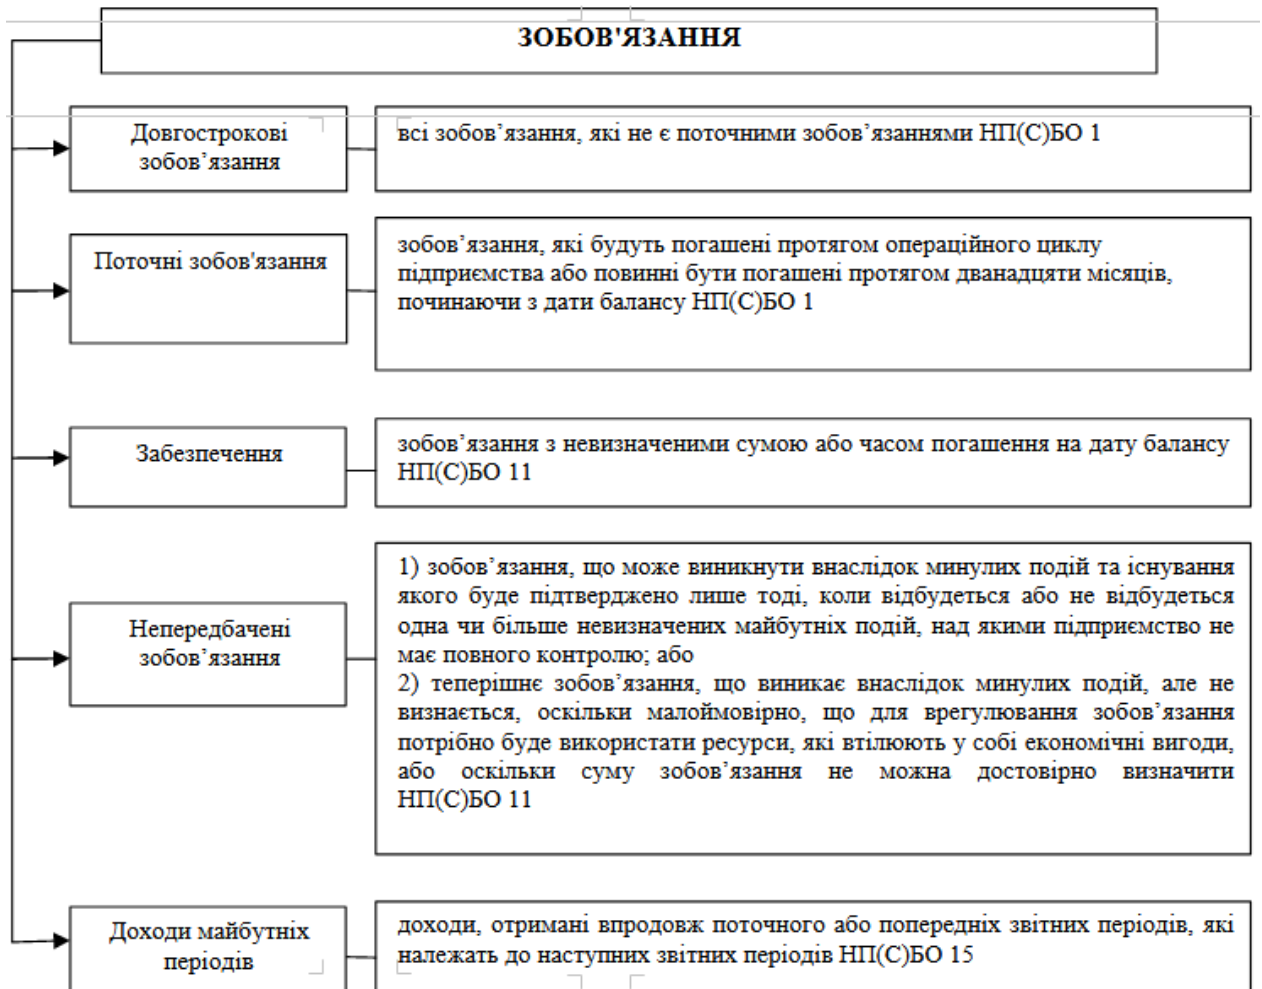 ЗОБОВ'ЯЗАННЯ
Довгострокові
зобов’язання
всі зобов’язання, які не є поточними зобов’язаннями НП(С)БО 1
Поточні зобов'язання
зобов’язання, які будуть погашені протягом операційного циклу
підприємства або повинні бути погашені протягом дванадцяти місяців,
починаючи з дати балансу НП(С)БО 1
Забезпечення
зобов’язання з невизначеними сумою або часом погашення на дату балансу
НП(С)БО 11
Непередбачені
зобов’язання
1) зобов’язання, що може виникнути внаслідок минулих подій та існування
якого буде підтверджено лише тоді, коли відбудеться або не відбудеться
одна чи більше невизначених майбутніх подій, над якими підприємство не
має повного контролю; або
2) теперішнє зобов’язання, що виникає внаслідок минулих подій, але не
визнається, оскільки малоймовірно, що для врегулювання зобов’язання
потрібно буде використати ресурси, які втілюють у собі економічні вигоди,
або оскільки суму зобов’язання не можна достовірно визначити
НП(С)БО 11
Доходи майбутніх
періодів
доходи, отримані впродовж поточного або попередніх звітних періодів, які
належать до наступних звітних періодів НП(С)БО 15